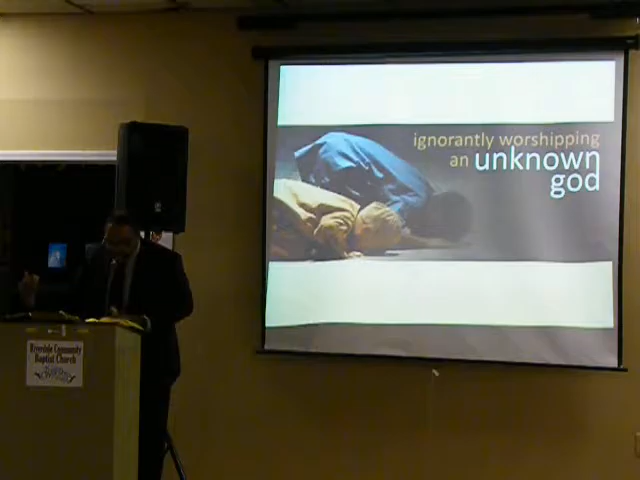 ignorantly worshipping
an unknown
god
Riverside Community
Baptist Church